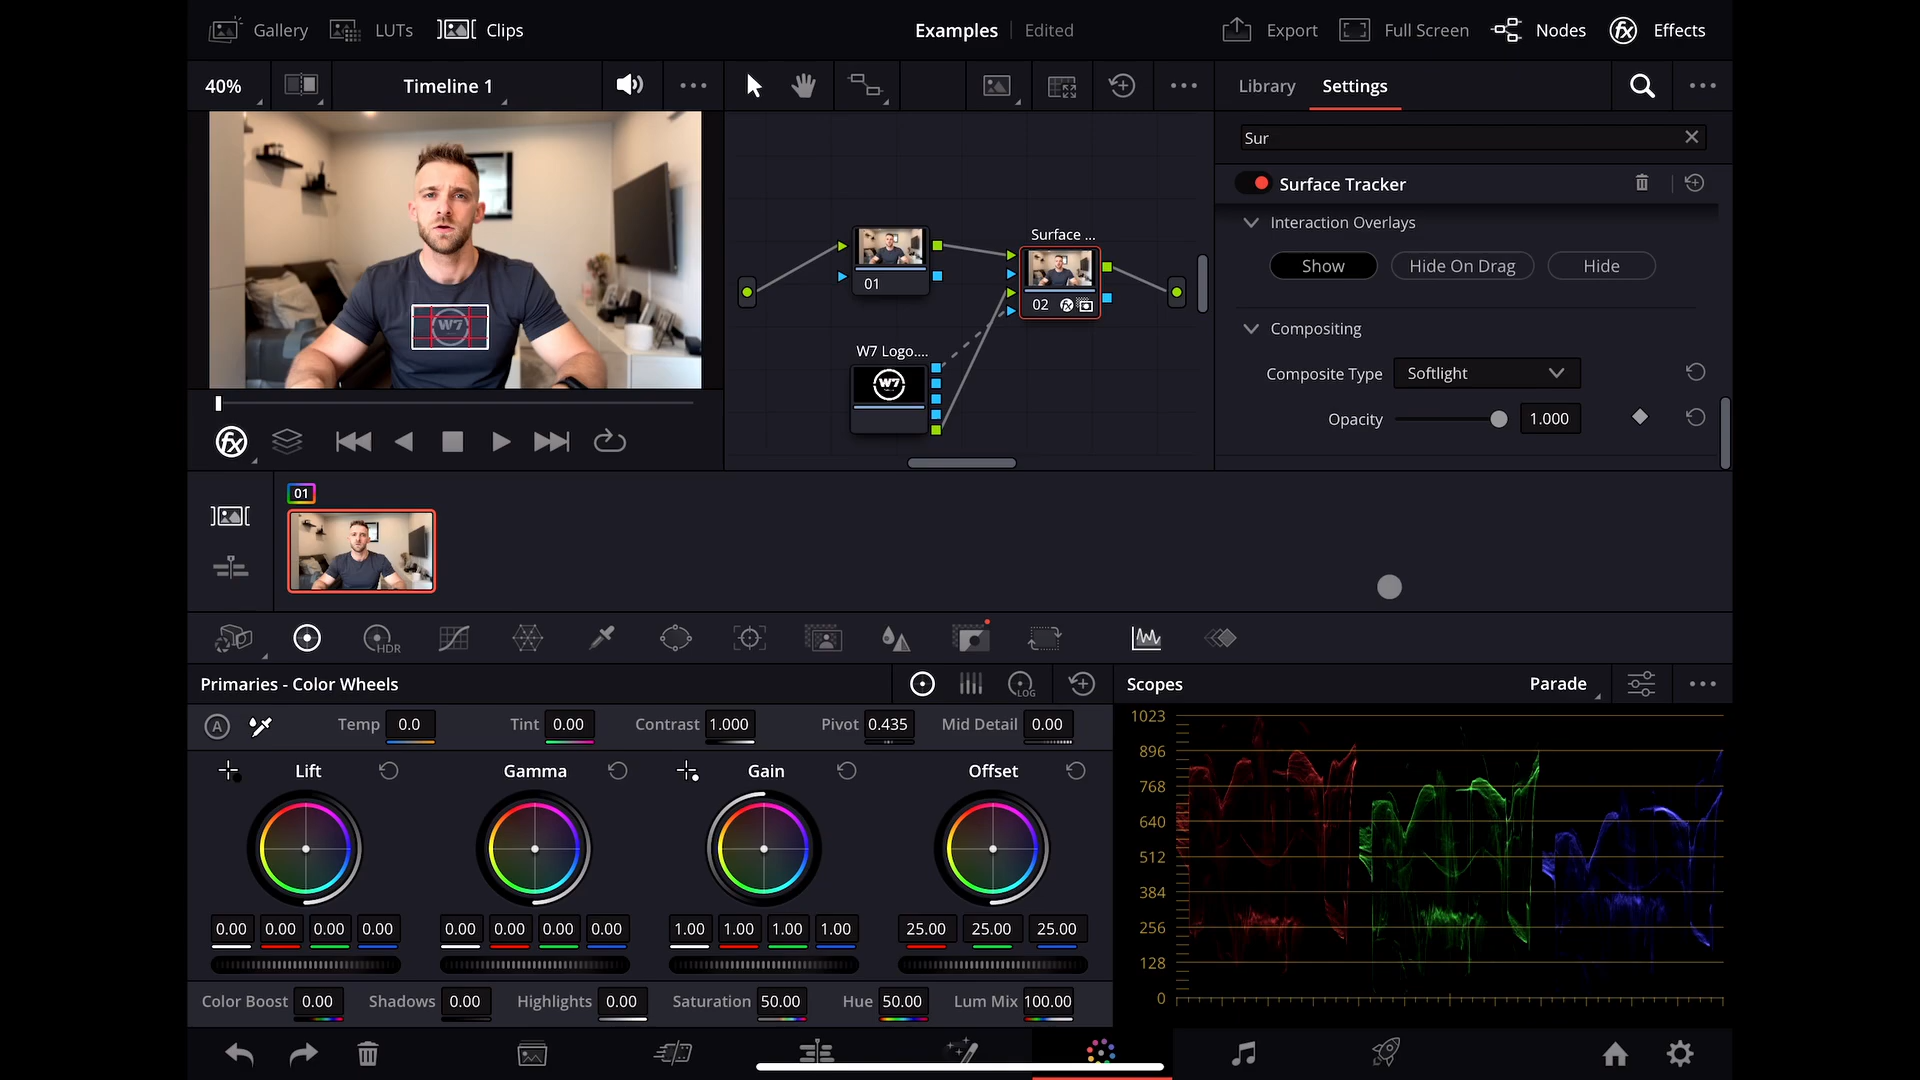 Gallery LUTs Clips Examples Edited Export Full Screen Nodes Effects
40% Timeline 1 Library Settings
Sur
Surface Tracker
Interaction Overlays
Show Hide On Drag Hide
Compositing
Composite Type Softlight
Opacity 1.000
W7
Surface ...
01
02
W7 Logo....
W7
01
HDR
Primaries - Color Wheels
LOG
A Temp 0.0 Tint 0.00 Contrast 1.000 Pivot 0.435 Mid Detail 0.00
Lift Gamma Gain Offset
0.00 0.00 0.00 0.00 0.00 0.00 0.00 0.00 1.00 1.00 1.00 1.00 25.00 25.00 25.00
Color Boost 0.00 Shadows 0.00 Highlights 0.00 Saturation 50.00 Hue 50.00 Lum Mix 100.00
Scopes Parade
1023
896
768
640
512
384
256
128
0